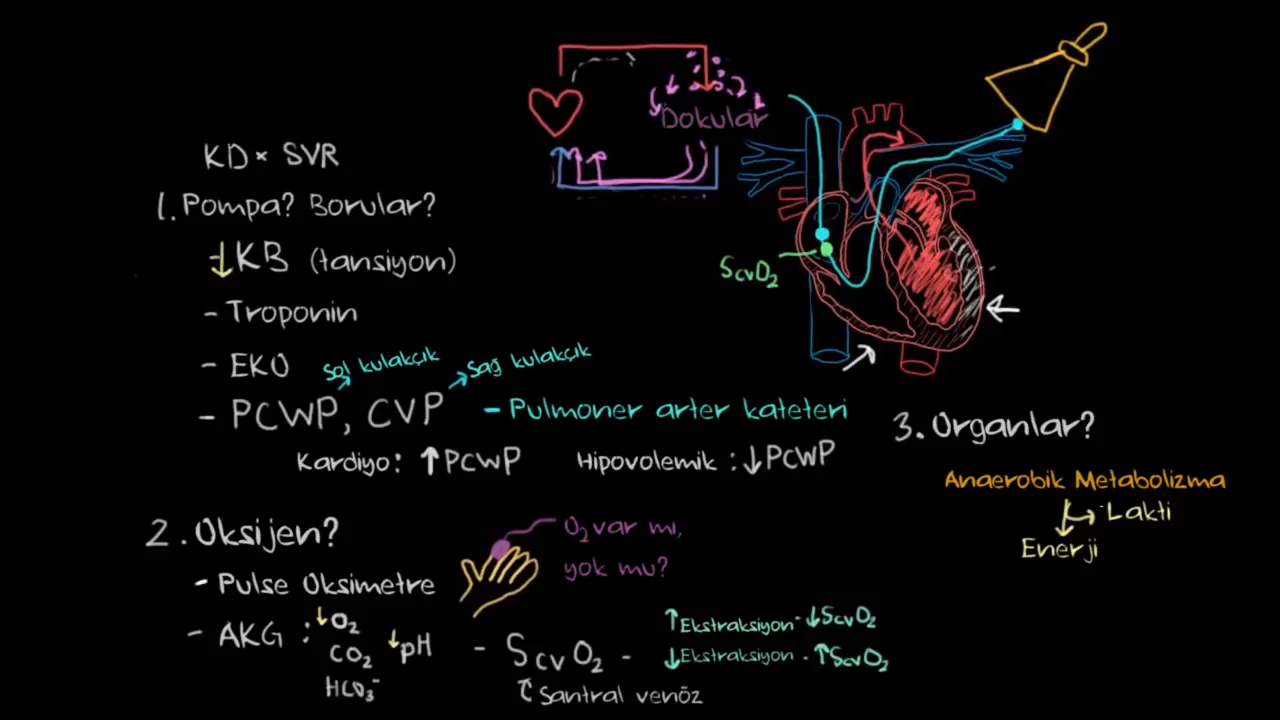 KD × SVR
1. Pompa? Borular?
↓KB (tansiyon)
- Troponin
- EKO
Sol kulakçık
Sağ kulakçık
- PCWP, CVP
- Pulmoner arter kateteri
Kardiyo: ↑PCWP
Hipovolemik: ↓PCWP
2. Oksijen?
- Pulse Oksimetre
O₂ var mı,
yok mu?
- AKG : ↓O₂
CO₂
HCO₃⁻
↓pH
- ScvO₂ -
Santral venöz
↑Ekstraksiyon - ↓ScvO₂
↓Ekstraksiyon - ↑ScvO₂
Dokular
ScvO₂
3. Organlar?
Anaerobik Metabolizma
Lakti
Enerji